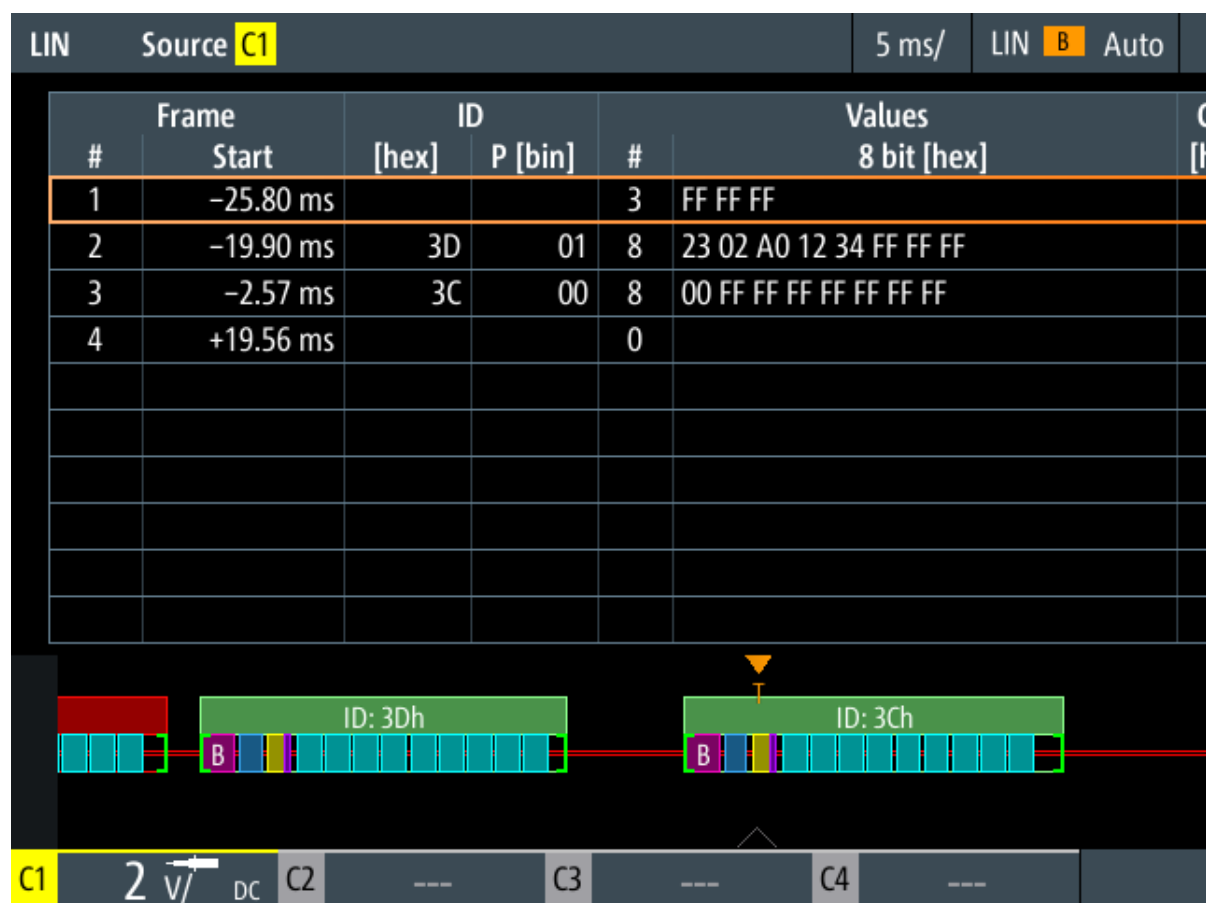 LIN Source C1 5 ms/ LIN B Auto
Frame ID Values
# Start [hex] P [bin] # 8 bit [hex]
1 −25.80 ms 3 FF FF FF
2 −19.90 ms 3D 01 8 23 02 A0 12 34 FF FF FF
3 −2.57 ms 3C 00 8 00 FF FF FF FF FF FF FF
4 +19.56 ms 0
T
ID: 3Dh ID: 3Ch
B B
C1 2 V/ DC C2 --- C3 --- C4 --